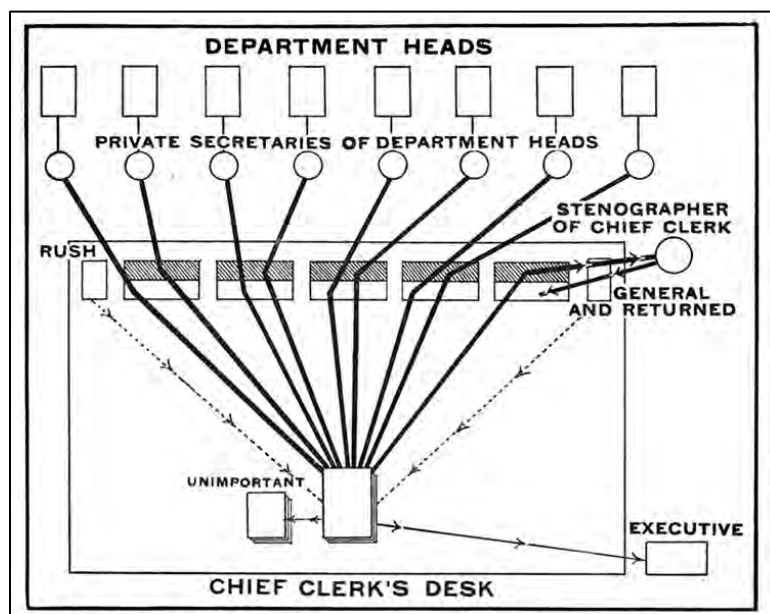 DEPARTMENT HEADS
PRIVATE SECRETARIES OF DEPARTMENT HEADS
STENOGRAPHER
OF CHIEF CLERK
RUSH
GENERAL
AND RETURNED
UNIMPORTANT
EXECUTIVE
CHIEF CLERK'S DESK